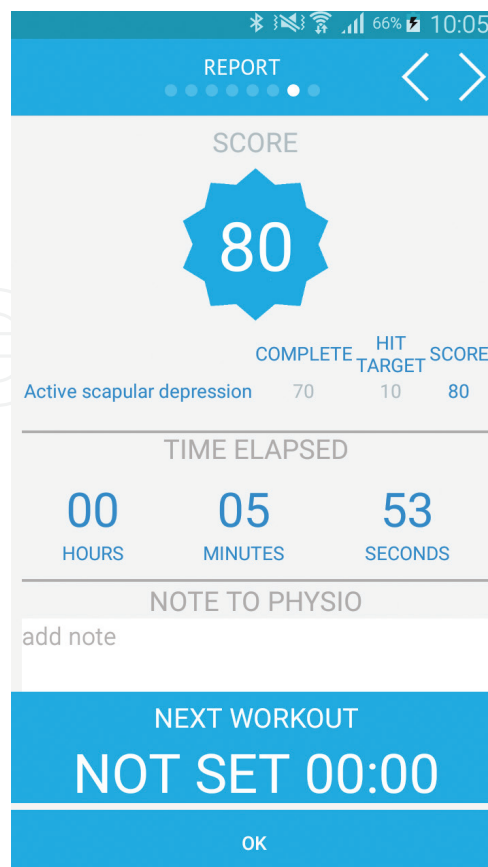 66% 10:05
REPORT
SCORE
80
COMPLETE HIT TARGET SCORE
Active scapular depression 70 10 80
TIME ELAPSED
00 05 53
HOURS MINUTES SECONDS
NOTE TO PHYSIO
add note
NEXT WORKOUT
NOT SET 00:00
OK